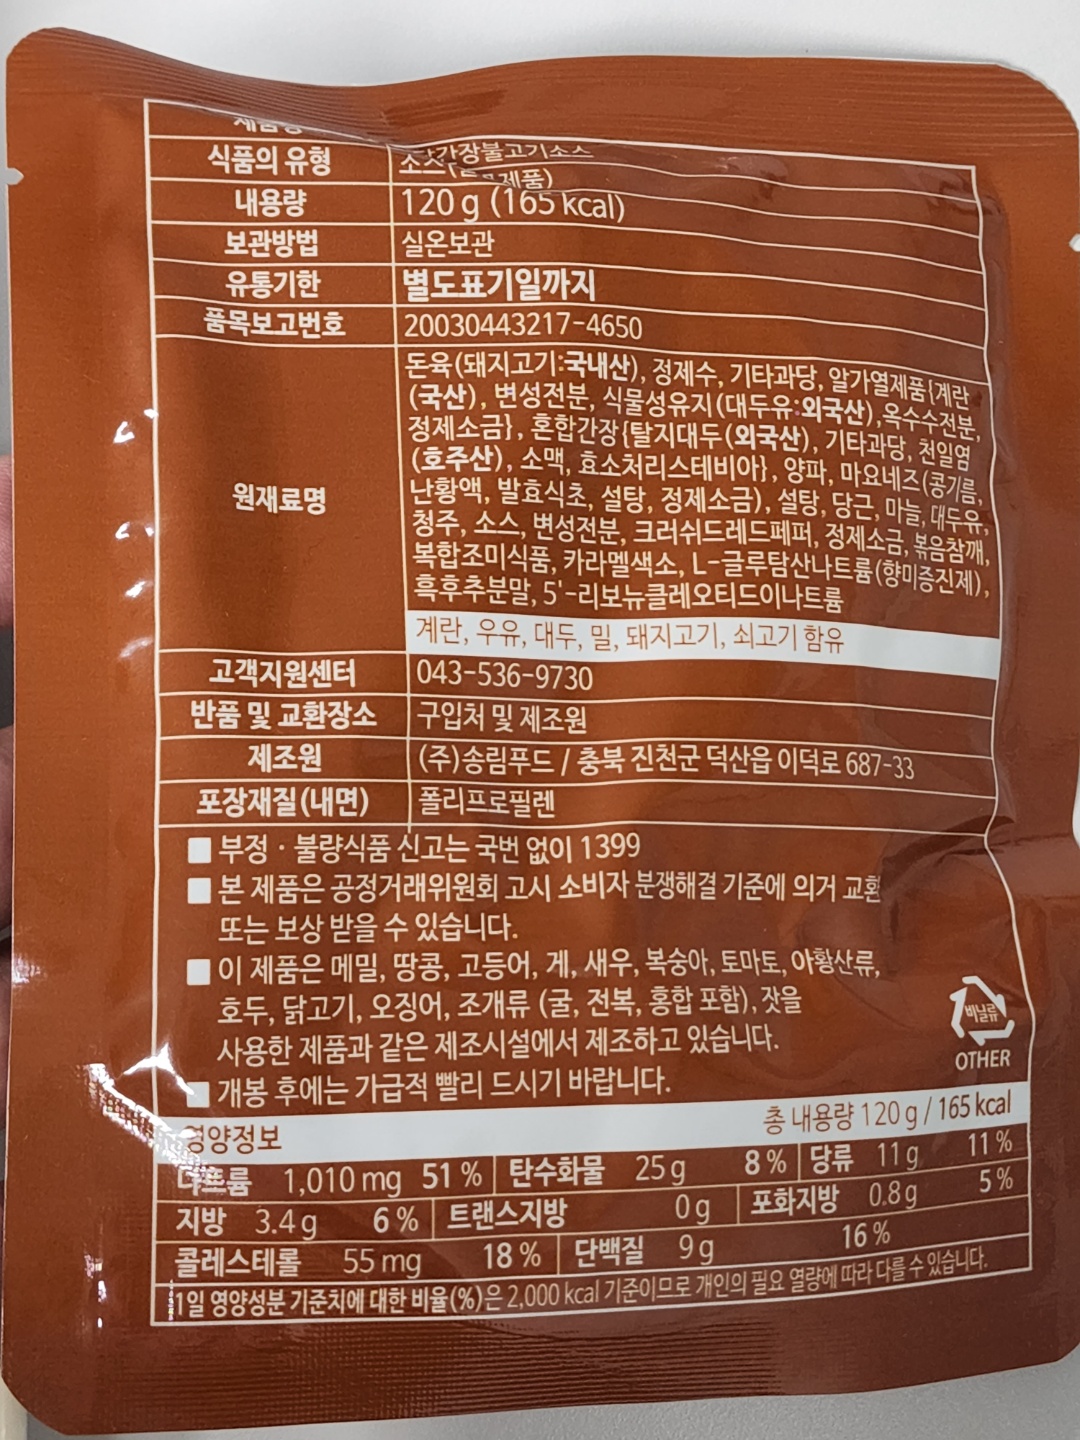 제품명
간장불고기소스
식품의 유형
소스( 제품)
내용량
120 g (165 kcal)
보관방법
실온보관
유통기한
별도표기일까지
품목보고번호
20030443217-4650
원재료명
돈육(돼지고기:국내산), 정제수, 기타과당, 알가열제품{계란
(국산), 변성전분, 식물성유지(대두유:외국산), 옥수수전분,
정제소금}, 혼합간장{탈지대두(외국산), 기타과당, 천일염
(호주산), 소맥, 효소처리스테비아}, 양파, 마요네즈(콩기름,
난황액, 발효식초, 설탕, 정제소금), 설탕, 당근, 마늘, 대두유,
청주, 소스, 변성전분, 크러쉬드레드페퍼, 정제소금, 볶음참깨,
복합조미식품, 카라멜색소, L-글루탐산나트륨(향미증진제),
흑후추분말, 5'-리보뉴클레오티드이나트륨
계란, 우유, 대두, 밀, 돼지고기, 쇠고기 함유
고객지원센터
043-536-9730
반품 및 교환장소
구입처 및 제조원
제조원
(주)송림푸드 / 충북 진천군 덕산읍 이덕로 687-33
포장재질(내면)
폴리프로필렌
■ 부정 · 불량식품 신고는 국번 없이 1399
■ 본 제품은 공정거래위원회 고시 소비자 분쟁해결 기준에 의거 교환
또는 보상 받을 수 있습니다.
■ 이 제품은 메밀, 땅콩, 고등어, 게, 새우, 복숭아, 토마토, 아황산류,
호두, 닭고기, 오징어, 조개류 (굴, 전복, 홍합 포함), 잣을
사용한 제품과 같은 제조시설에서 제조하고 있습니다.
■ 개봉 후에는 가급적 빨리 드시기 바랍니다.
비닐류
OTHER
영양정보
총 내용량 120 g / 165 kcal
나트륨 1,010 mg 51 % 탄수화물 25 g 8 % 당류 11 g 11 %
지방 3.4 g 6 % 트랜스지방 0 g 포화지방 0.8 g 5 %
콜레스테롤 55 mg 18 % 단백질 9 g 16 %
1일 영양성분 기준치에 대한 비율(%)은 2,000 kcal 기준이므로 개인의 필요 열량에 따라 다를 수 있습니다.